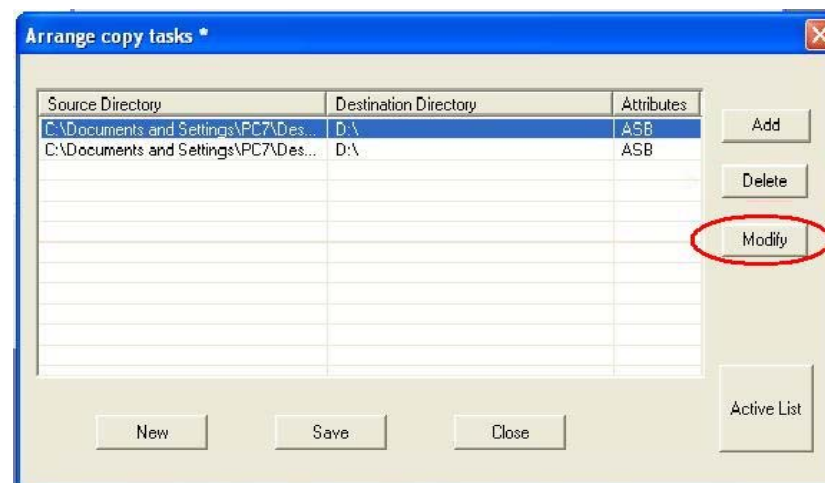 Arrange copy tasks *
Source Directory Destination Directory Attributes
C:\Documents and Settings\PC7\Des... D:\ ASB
C:\Documents and Settings\PC7\Des... D:\ ASB
Add
Delete
Modify
Active List
New Save Close